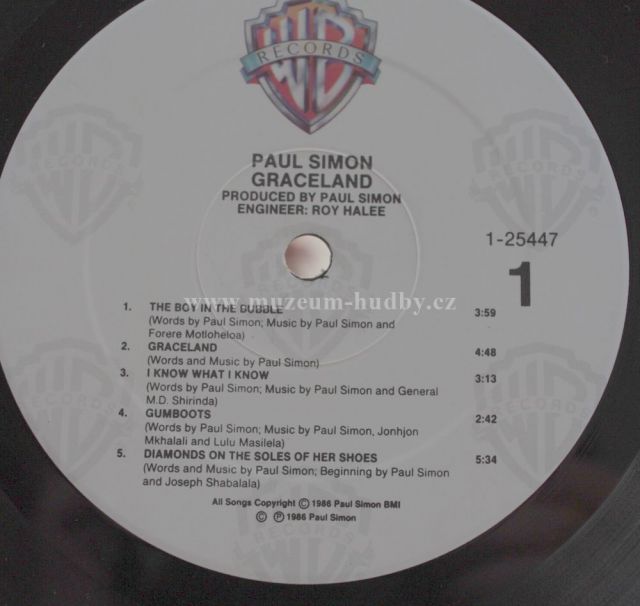 WB
RECORDS
PAUL SIMON
GRACELAND
PRODUCED BY PAUL SIMON
ENGINEER: ROY HALEE
1-25447
1
www.muzeum-hudby.cz
1. THE BOY IN THE BUBBLE 3:59
(Words by Paul Simon; Music by Paul Simon and
Forere Motloheloa)
2. GRACELAND 4:48
(Words and Music by Paul Simon)
3. I KNOW WHAT I KNOW 3:13
(Words by Paul Simon; Music by Paul Simon and General
M.D. Shirinda)
4. GUMBOOTS 2:42
(Words by Paul Simon; Music by Paul Simon, Jonhjon
Mkhalali and Lulu Masilela)
5. DIAMONDS ON THE SOLES OF HER SHOES 5:34
(Words and Music by Paul Simon; Beginning by Paul Simon
and Joseph Shabalala)
All Songs Copyright Ⓒ 1986 Paul Simon BMI
Ⓒ Ⓟ 1986 Paul Simon